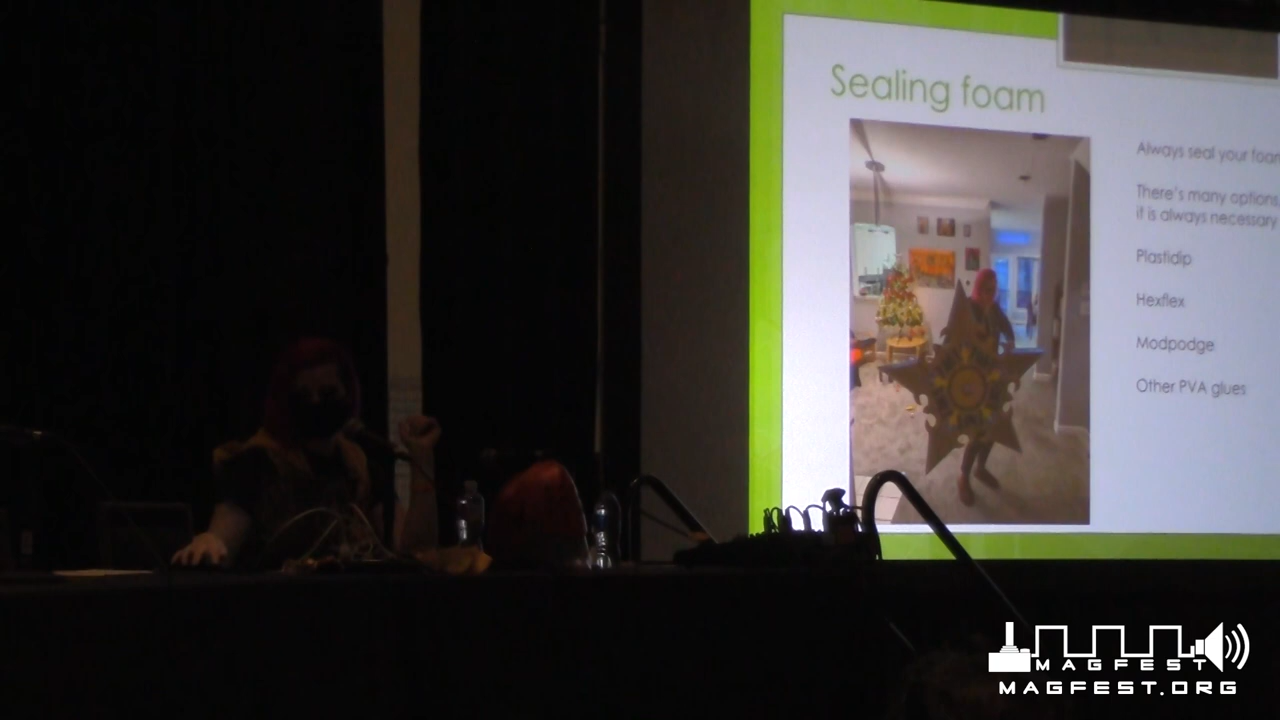 Sealing foam
Always seal your foam
There's many options,
it is always necessary
Plastidip
Hexflex
Modpodge
Other PVA glues
MAGFEST
MAGFEST.ORG